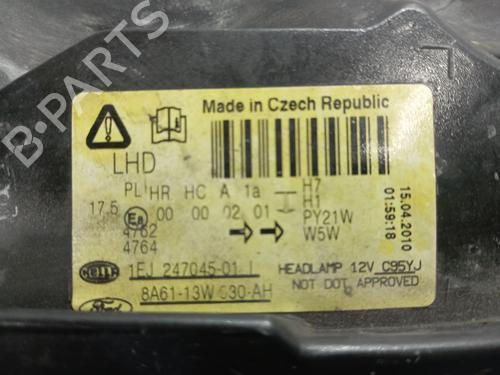 B-PARTS
Made in Czech Republic
LHD
PL HR HC A 1a H7
H1
17.5 00 00 02 01 PY21W
4762 W5W
4764
15.04.2010
01:59:18
HELLA 1EJ 247045-01 HEADLAMP 12V C95YJ
Ford 8A61-13W030-AH NOT DOT APPROVED